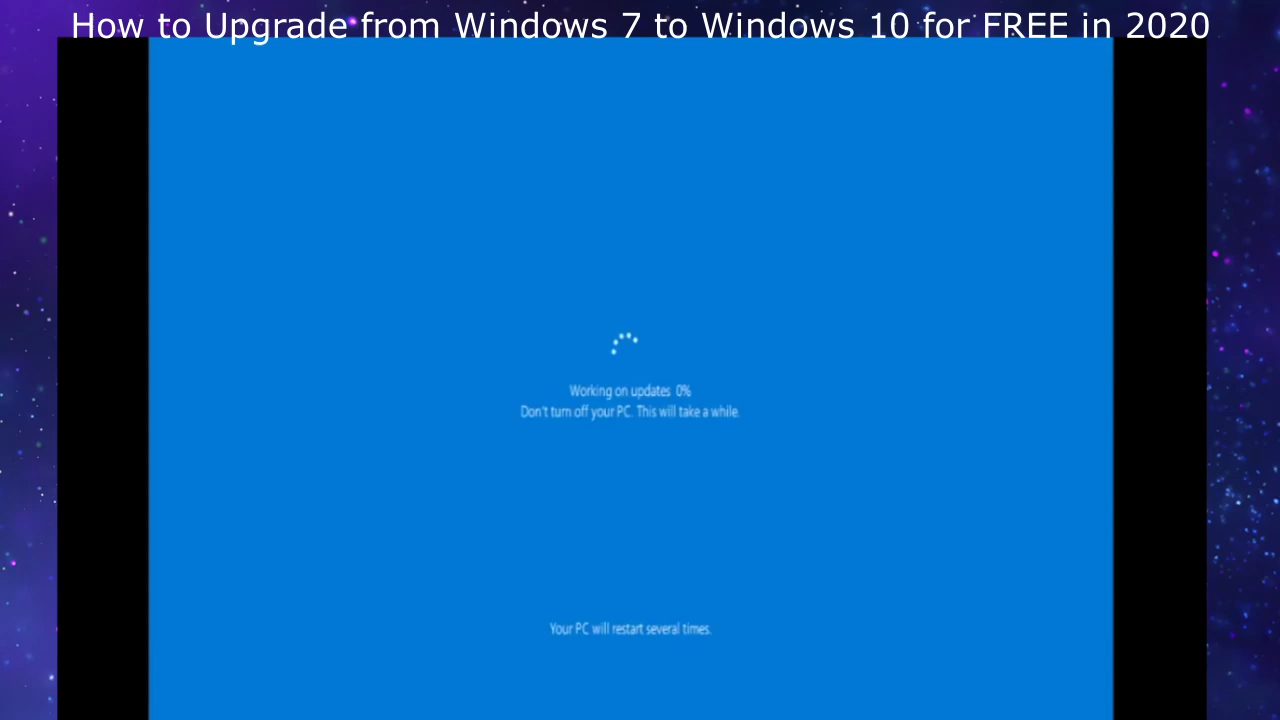 How to Upgrade from Windows 7 to Windows 10 for FREE in 2020
Working on updates 0%
Don't turn off your PC. This will take a while.
Your PC will restart several times.